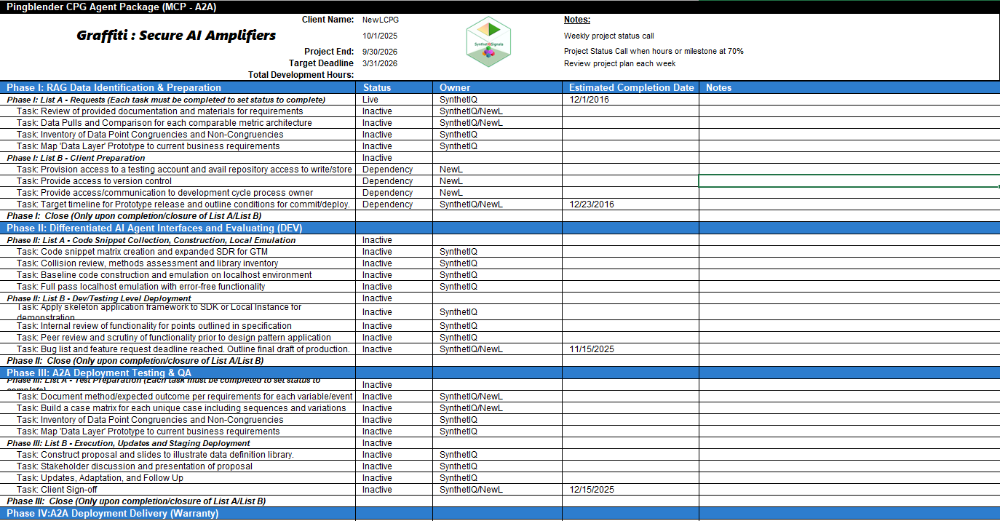 Pingblender CPG Agent Package (MCP - A2A)
Client Name: NewLCPG
Notes:
Graffiti : Secure AI Amplifiers
10/1/2025
Weekly project status call
SynthetIQSignals
Project End: 9/30/2026
Project Status Call when hours or milestone at 70%
Target Deadline 3/31/2026
Review project plan each week
Total Development Hours:
Phase I: RAG Data Identification & Preparation Status Owner Estimated Completion Date Notes
Phase I: List A - Requests (Each task must be completed to set status to complete) Live SynthetIQ 12/1/2016
Task: Review of provided documentation and materials for requirements Inactive SynthetIQ/NewL
Task: Data Pulls and Comparison for each comparable metric architecture Inactive SynthetIQ/NewL
Task: Inventory of Data Point Congruencies and Non-Congruencies Inactive SynthetIQ
Task: Map 'Data Layer' Prototype to current business requirements Inactive SynthetIQ
Phase I: List B - Client Preparation Inactive
Task: Provision access to a testing account and avail repository access to write/store Dependency NewL
Task: Provide access to version control Dependency NewL
Task: Provide access/communication to development cycle process owner Dependency NewL
Task: Target timeline for Prototype release and outline conditions for commit/deploy. Dependency SynthetIQ/NewL 12/23/2016
Phase I: Close (Only upon completion/closure of List A/List B)
Phase II: Differentiated AI Agent Interfaces and Evaluating (DEV)
Phase II: List A - Code Snippet Collection, Construction, Local Emulation Inactive
Task: Code snippet matrix creation and expanded SDR for GTM Inactive SynthetIQ
Task: Collision review, methods assessment and library inventory Inactive SynthetIQ
Task: Baseline code construction and emulation on localhost environment Inactive SynthetIQ
Task: Full pass localhost emulation with error-free functionality Inactive SynthetIQ
Phase II: List B - Dev/Testing Level Deployment Inactive
Task: Apply skeleton application framework to SDK or Local Instance for
demonstration Inactive SynthetIQ
Task: Internal review of functionality for points outlined in specification Inactive SynthetIQ
Task: Peer review and scrutiny of functionality prior to design pattern application Inactive SynthetIQ
Task: Bug list and feature request deadline reached. Outline final draft of production. Inactive SynthetIQ/NewL 11/15/2025
Phase II: Close (Only upon completion/closure of List A/List B)
Phase III: A2A Deployment Testing & QA
Phase III: List A - Test Preparation (Each task must be completed to set status to
complete) Inactive
Task: Document method/expected outcome per requirements for each variable/event Inactive SynthetIQ/NewL
Task: Build a case matrix for each unique case including sequences and variations Inactive SynthetIQ/NewL
Task: Inventory of Data Point Congruencies and Non-Congruencies Inactive SynthetIQ
Task: Map 'Data Layer' Prototype to current business requirements Inactive SynthetIQ
Phase III: List B - Execution, Updates and Staging Deployment Inactive
Task: Construct proposal and slides to illustrate data definition library. Inactive SynthetIQ
Task: Stakeholder discussion and presentation of proposal Inactive SynthetIQ
Task: Updates, Adaptation, and Follow Up Inactive SynthetIQ
Task: Client Sign-off Inactive SynthetIQ/NewL 12/15/2025
Phase III: Close (Only upon completion/closure of List A/List B)
Phase IV:A2A Deployment Delivery (Warranty)